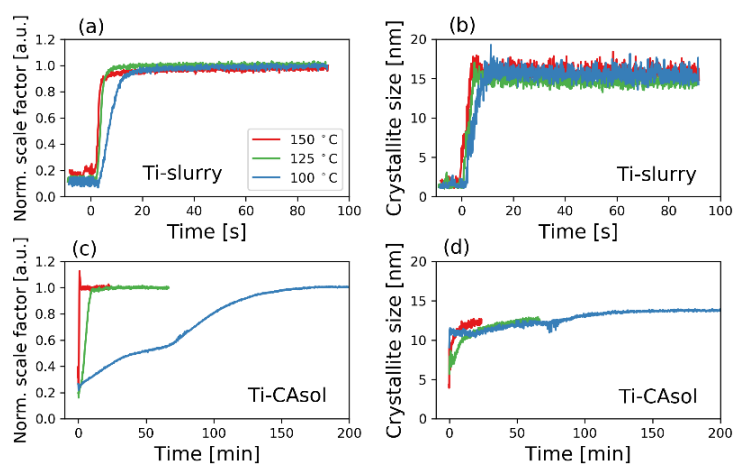 (a)
Norm. scale factor [a.u.]
1.2
1.0
0.8
0.6
0.4
0.2
0.0
150 °C
125 °C
100 °C
Ti-slurry
0 20 40 60 80 100
Time [s]
(b)
Crystallite size [nm]
20
15
10
5
0
Ti-slurry
0 20 40 60 80 100
Time [s]
(c)
Norm. scale factor [a.u.]
1.2
1.0
0.8
0.6
0.4
0.2
0.0
Ti-CAsol
0 50 100 150 200
Time [min]
(d)
Crystallite size [nm]
20
15
10
5
0
Ti-CAsol
0 50 100 150 200
Time [min]